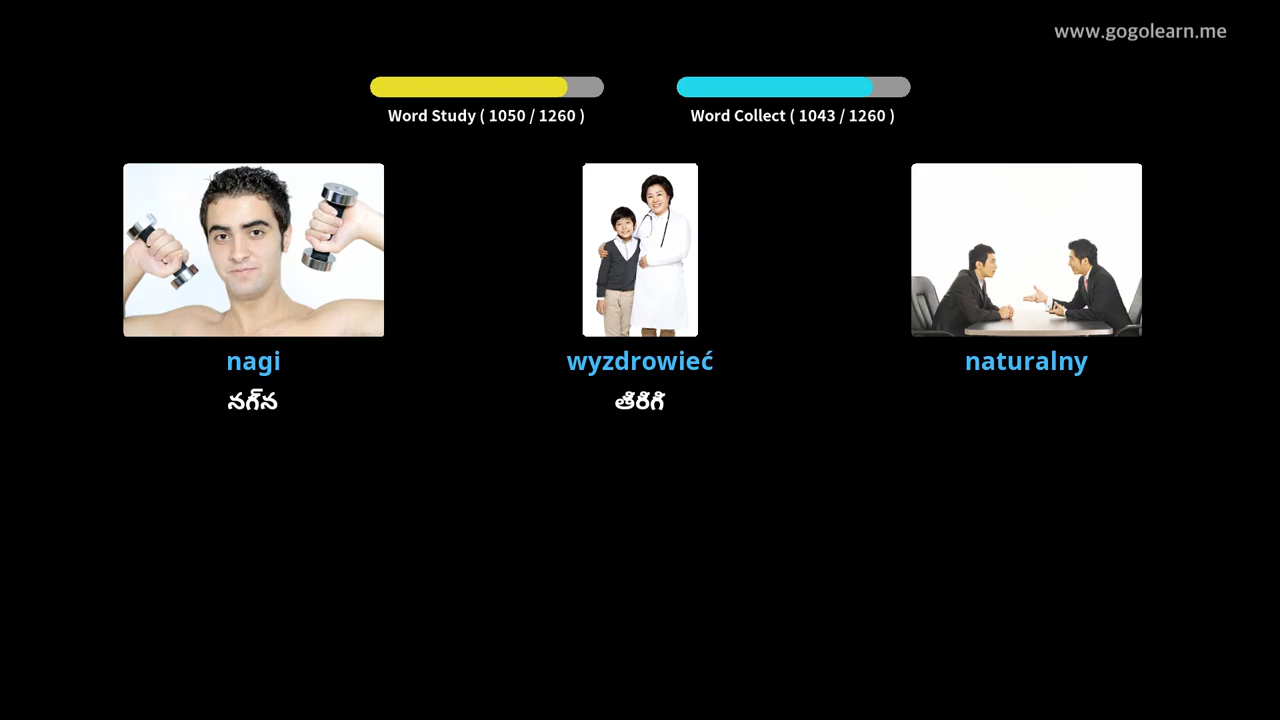 www.gogolearn.me
Word Study ( 1050 / 1260 )
Word Collect ( 1043 / 1260 )
nagi
wyzdrowieć
naturalny
నగ్న
తిరిగి